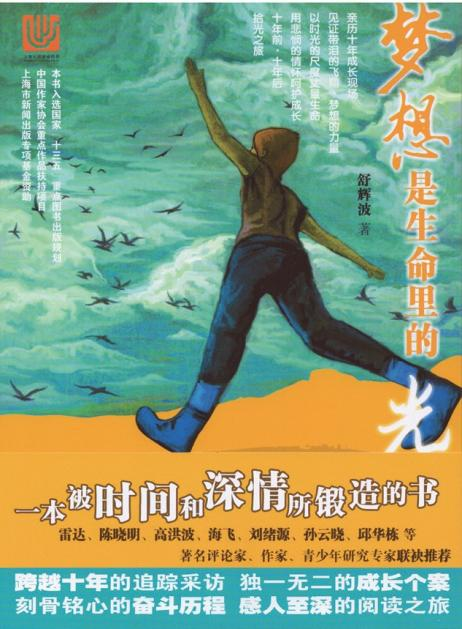 梦想是生命里的光
舒辉波 著
亲历十年成长现场
见证带泪的飞翔 梦想的力量
以时光的尺度丈量生命
用悲悯的情怀呵护成长
十年前·十年后
拾光之旅
本书入选国家“十三五”重点图书出版规划
中国作家协会重点作品扶持项目
上海市新闻出版专项基金资助
一本被时间和深情所锻造的书
雷达、陈晓明、高洪波、海飞、刘绪源、孙云晓、邱华栋 等
著名评论家、作家、青少年研究专家联袂推荐
跨越十年的追踪采访 独一无二的成长个案
刻骨铭心的奋斗历程 感人至深的阅读之旅